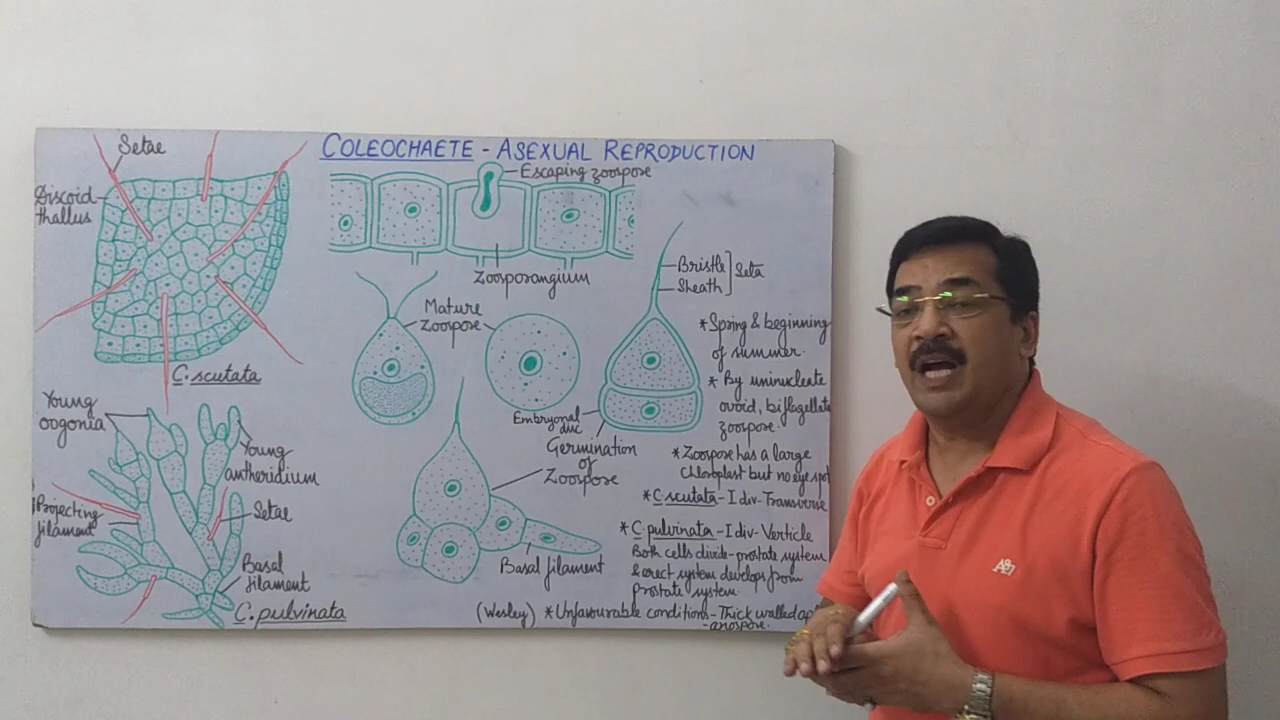 COLEOCHAETE - ASEXUAL REPRODUCTION
Setae
Discoid
thallus
C. scutata
Escaping zoospore
Zoosporangium
Mature
Zoospore
Bristle
Sheath
Seta
Embryonal
Germination
of
Zoospore
Basal filament
Young
oogonia
Young
antheridium
Projecting
filament
Setae
Basal
filament
C. pulvinata
* Spring & beginning
of summer.
* By uninucleate
ovoid, biflagellate
zoospore.
* Zoospore has a large
Chloroplast but no eye spot
* C. scutata - I div - Transverse
* C. pulvinata - I div - Verticle
Both cells divide - prostate system
& erect system develops from
prostate system.
(Wesley) * Unfavourable conditions - Thick walled
- anospore.